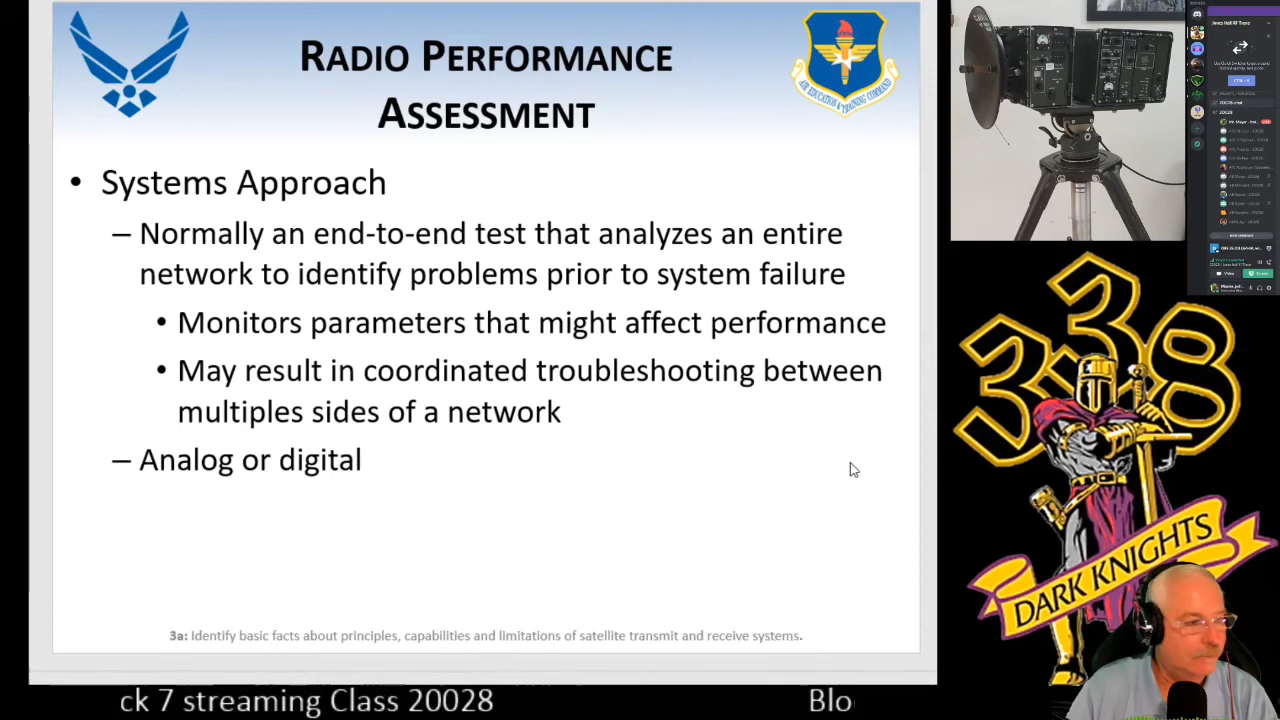 RADIO PERFORMANCE
ASSESSMENT
AIR EDUCATION & TRAINING COMMAND
• Systems Approach
– Normally an end-to-end test that analyzes an entire
network to identify problems prior to system failure
• Monitors parameters that might affect performance
• May result in coordinated troubleshooting between
multiples sides of a network
– Analog or digital
3a: Identify basic facts about principles, capabilities and limitations of satellite transmit and receive systems.
338
DARK KNIGHTS
ck 7 streaming Class 20028
Blo